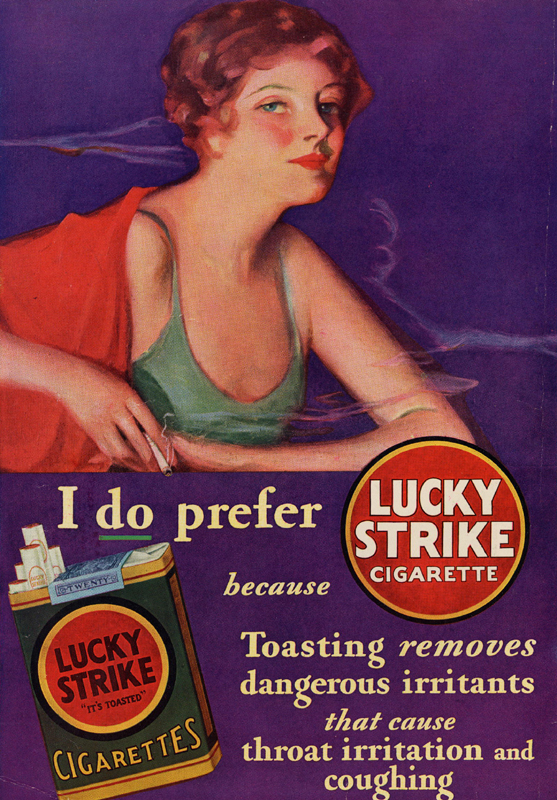 I do prefer
LUCKY
STRIKE
CIGARETTE
because
TWENTY
LUCKY
STRIKE
"IT'S TOASTED"
CIGARETTES
Toasting removes
dangerous irritants
that cause
throat irritation and
coughing